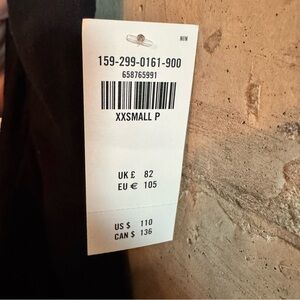 NEW
159-299-0161-900
658765991
XXSMALL P
UK £ 82
EU € 105
US $ 110
CAN $ 136